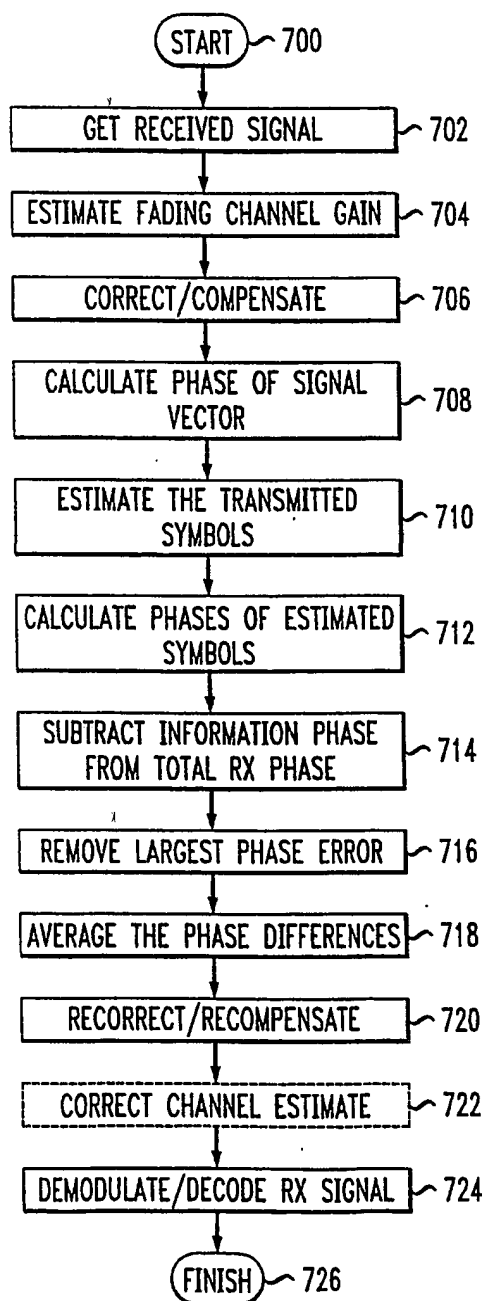 START 700
GET RECEIVED SIGNAL 702
ESTIMATE FADING CHANNEL GAIN 704
CORRECT/COMPENSATE 706
CALCULATE PHASE OF SIGNAL
VECTOR 708
ESTIMATE THE TRANSMITTED
SYMBOLS 710
CALCULATE PHASES OF ESTIMATED
SYMBOLS 712
SUBTRACT INFORMATION PHASE
FROM TOTAL RX PHASE 714
REMOVE LARGEST PHASE ERROR 716
AVERAGE THE PHASE DIFFERENCES 718
RECORRECT/RECOMPENSATE 720
CORRECT CHANNEL ESTIMATE 722
DEMODULATE/DECODE RX SIGNAL 724
FINISH 726